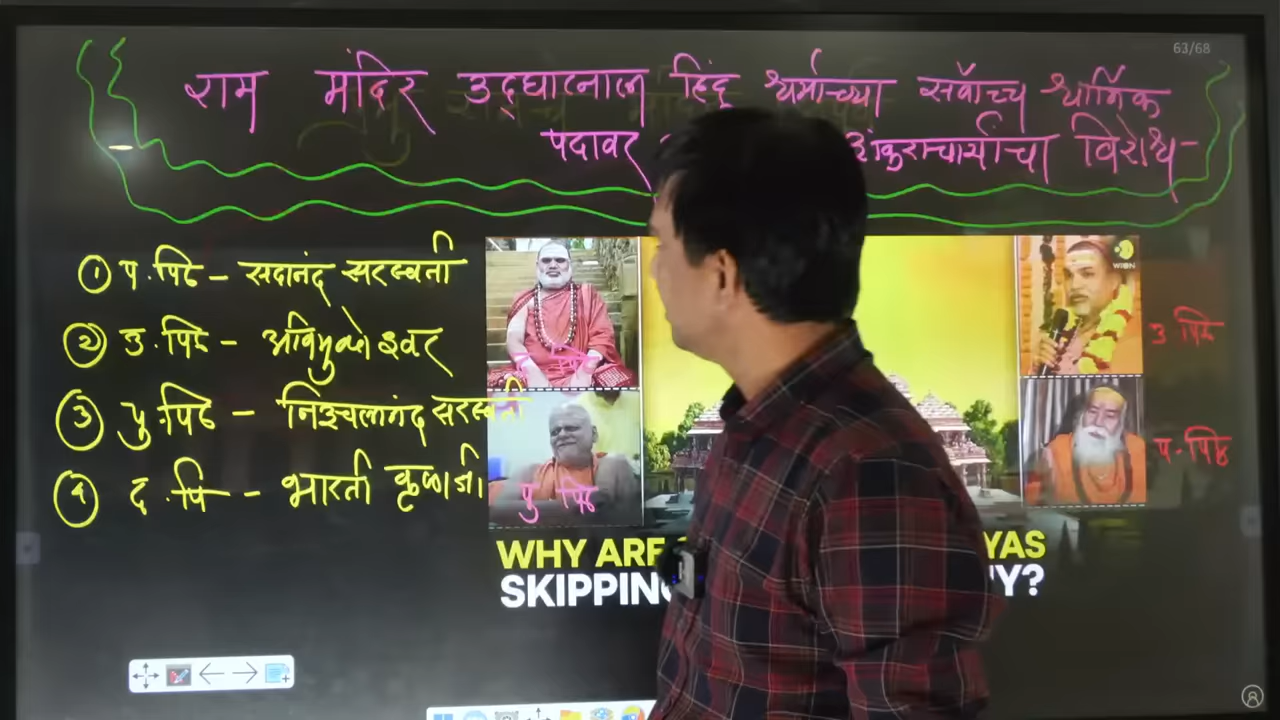 63/68
राम मंदिर उद्घाटनाला हिंदू धर्माच्या सर्वोच्च धार्मिक
पदावर शंकराचार्यांचा विरोध -
① प. पिठ - सदानंद सरस्वती
② उ. पिठ - अविमुक्तेश्वर
③ पु. पिठ - निश्चलानंद सरस्वती
④ द. पि - भारती कृष्णाजी
WION
उ पिठ
प. पिठ
पु पिठ
WHY ARE YAS
SKIPPING NY?